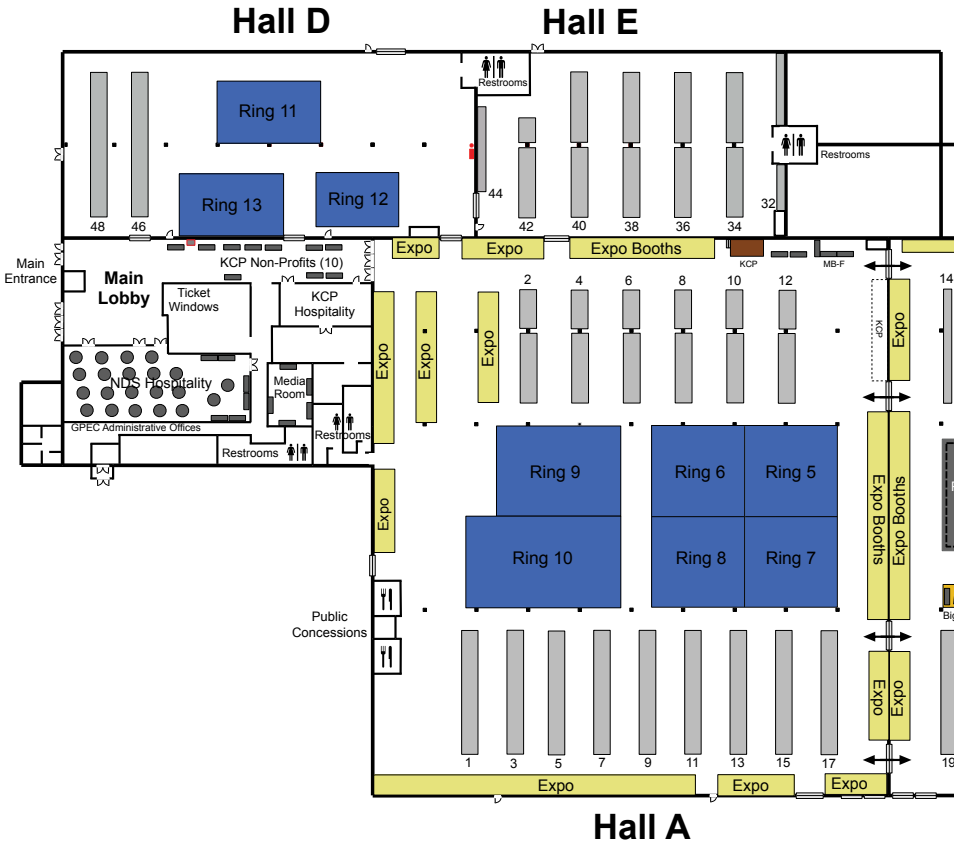 Hall D
Hall E
Restrooms
Ring 11
Restrooms
Ring 13
Ring 12
44
32
48
46
42
40
38
36
34
Expo
Expo
Expo Booths
KCP
MB-F
KCP Non-Profits (10)
Main
Entrance
Main
Lobby
Ticket
Windows
KCP
Hospitality
2
4
6
8
10
12
14
KCP
Expo
Expo
Expo
Expo
NDS Hospitality
Media
Room
GPEC Administrative Offices
Restrooms
Restrooms
Ring 9
Ring 6
Ring 5
Expo Booths
Expo Booths
Expo
Ring 10
Ring 8
Ring 7
Public
Concessions
Big
Expo
Expo
1
3
5
7
9
11
13
15
17
19
Expo
Expo
Expo
Hall A